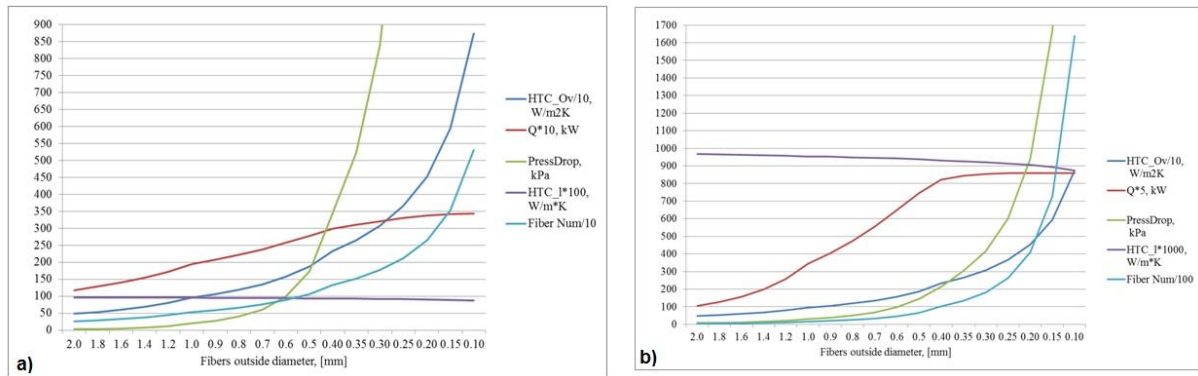 900
850
800
750
700
650
600
550
500
450
400
350
300
250
200
150
100
50
0
2.0 1.8 1.6 1.4 1.2 1.0 0.9 0.8 0.7 0.6 0.5 0.40 0.35 0.30 0.25 0.20 0.15 0.10
Fibers outside diameter, [mm]
HTC_Ov/10,
W/m2K
Q*10, kW
PressDrop,
kPa
HTC_l*100,
W/m*K
Fiber Num/10
a)
1700
1600
1500
1400
1300
1200
1100
1000
900
800
700
600
500
400
300
200
100
0
2.0 1.8 1.6 1.4 1.2 1.0 0.9 0.8 0.7 0.6 0.5 0.40 0.35 0.30 0.25 0.20 0.15 0.10
Fibers outside diameter, [mm]
HTC_Ov/10,
W/m2K
Q*5, kW
PressDrop,
kPa
HTC_l*1000,
W/m*K
Fiber Num/100
b)